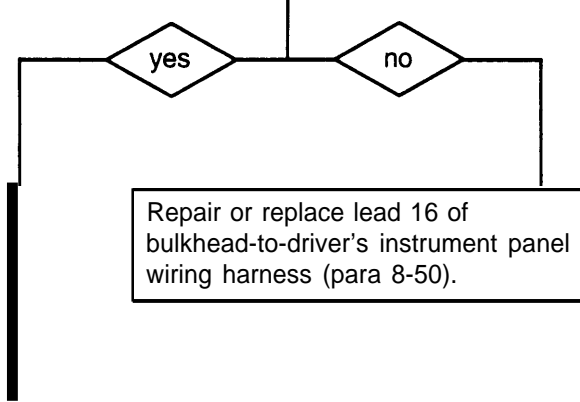 yes
no
Repair or replace lead 16 of
bulkhead-to-driver's instrument panel
wiring harness (para 8-50).